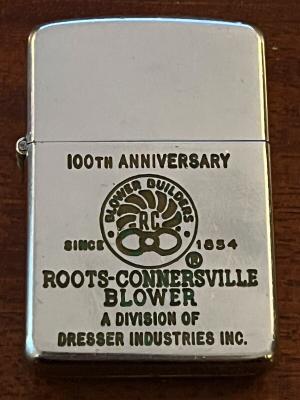 100TH ANNIVERSARY
BLOWER BUILDERS
RC
SINCE 1854
®
ROOTS-CONNERSVILLE
BLOWER
A DIVISION OF
DRESSER INDUSTRIES INC.